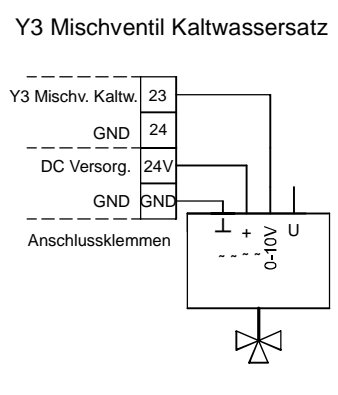 Y3 Mischventil Kaltwassersatz
Y3 Mischv. Kaltw. 23
GND 24
DC Versorg. 24V
GND GND
Anschlussklemmen
⊥ + 0-10V U
~ ~ ~ ~